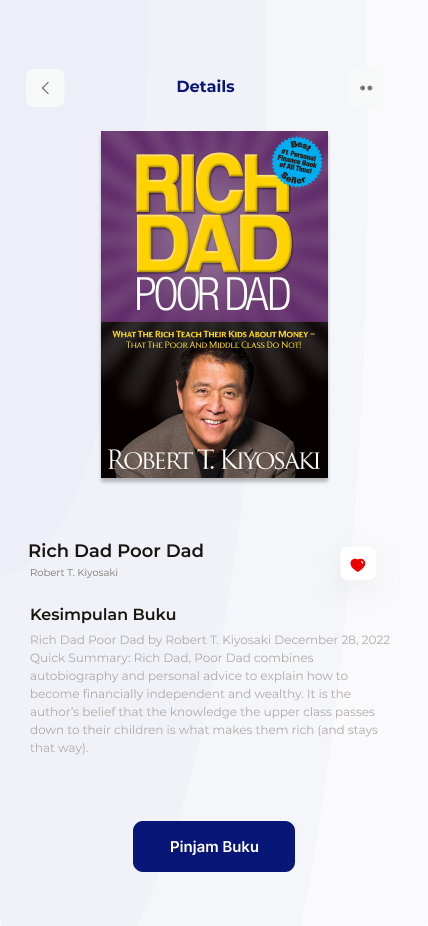 Details
Best
#1 Personal
Finance Book
of All Time!
Seller
RICH
DAD
POOR DAD
WHAT THE RICH TEACH THEIR KIDS ABOUT MONEY –
THAT THE POOR AND MIDDLE CLASS DO NOT!
ROBERT T. KIYOSAKI
Rich Dad Poor Dad
Robert T. Kiyosaki
Kesimpulan Buku
Rich Dad Poor Dad by Robert T. Kiyosaki December 28, 2022
Quick Summary: Rich Dad, Poor Dad combines
autobiography and personal advice to explain how to
become financially independent and wealthy. It is the
author’s belief that the knowledge the upper class passes
down to their children is what makes them rich (and stays
that way).
Pinjam Buku